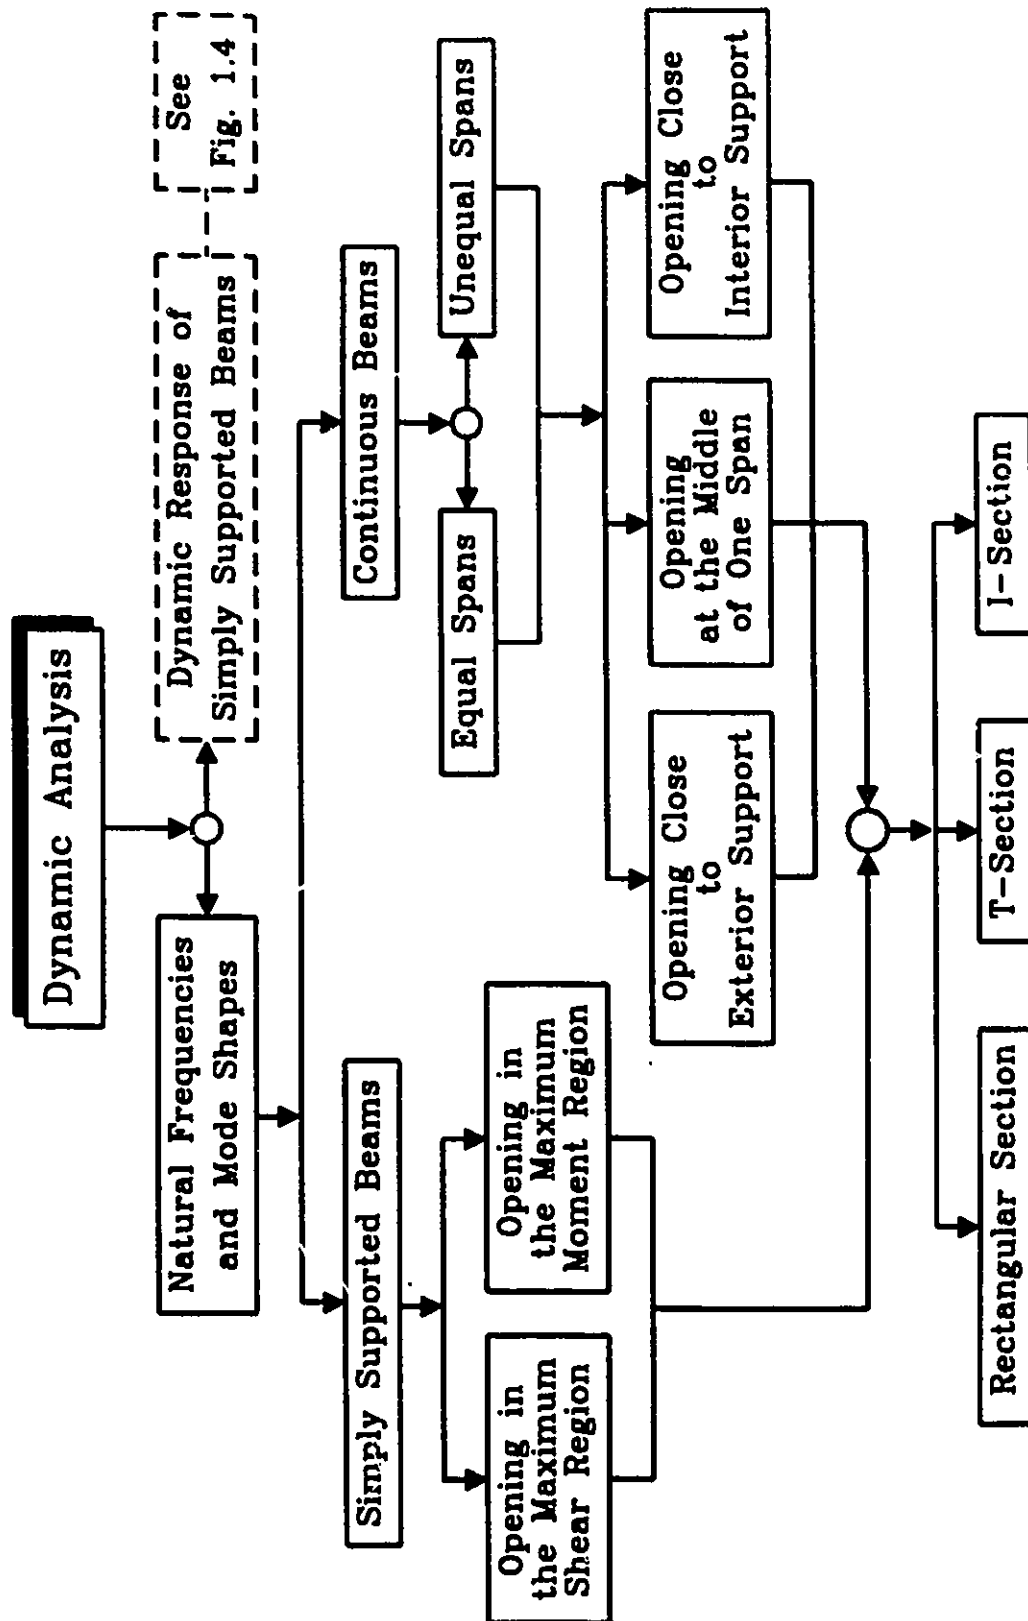 Dynamic Analysis
Natural Frequencies
and Mode Shapes
Dynamic Response of
Simply Supported Beams
See
Fig. 1.4
Simply Supported Beams
Continuous Beams
Equal Spans
Unequal Spans
Opening in
the Maximum
Shear Region
Opening in
the Maximum
Moment Region
Opening Close
to
Exterior Support
Opening
at the Middle
of One Span
Opening Close
to
Interior Support
Rectangular Section
T-Section
I-Section